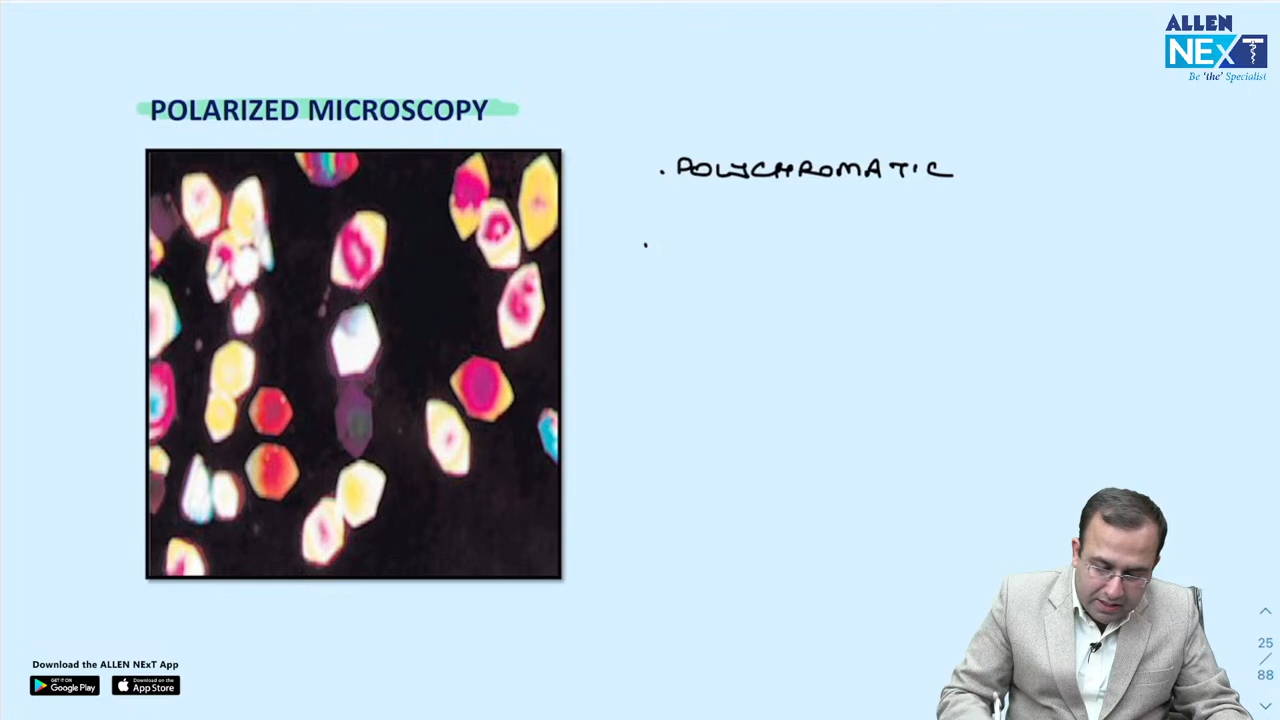 ALLEN
NEXT
Be 'the' Specialist
POLARIZED MICROSCOPY
. POLYCHROMATIC
.
Download the ALLEN NExT App
GET IT ON
Google Play
Download on the
App Store
25
/
88